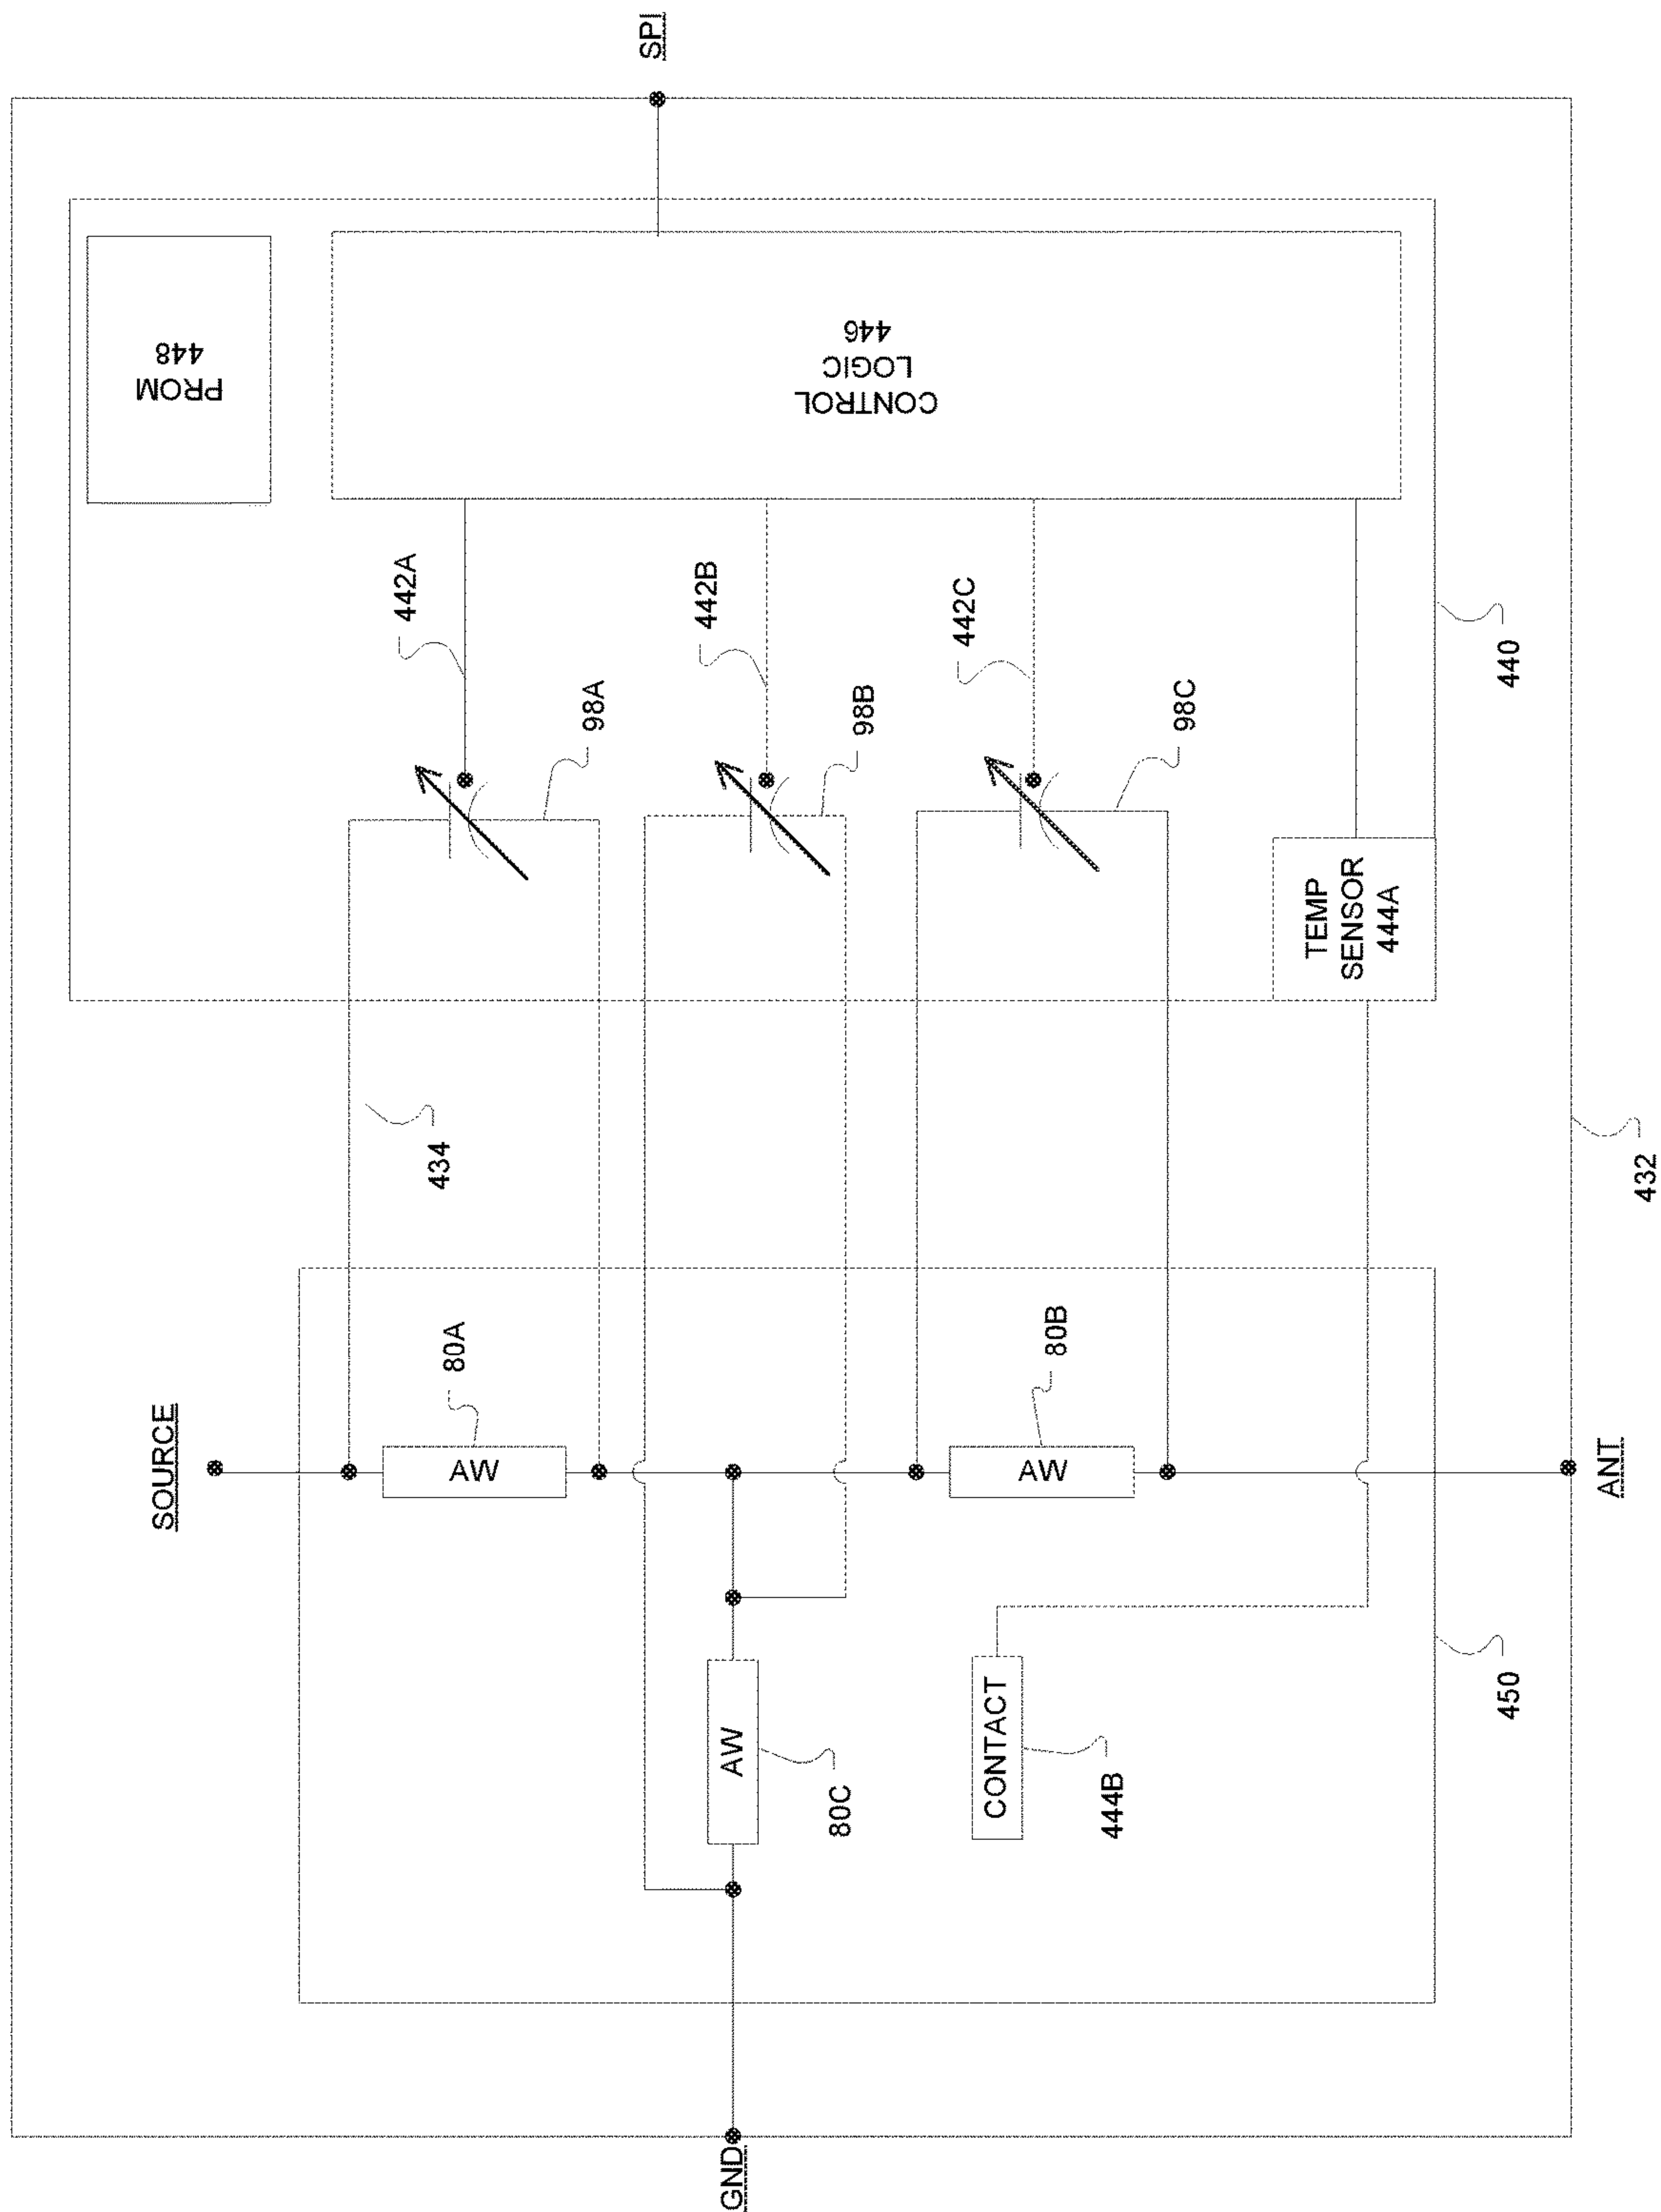 SPI
PROM
448
CONTROL
LOGIC
446
442A
442B
442C
98A
98B
98C
440
TEMP
SENSOR
444A
434
432
SOURCE
80A
AW
80B
AW
ANT
AW
80C
CONTACT
444B
450
GND